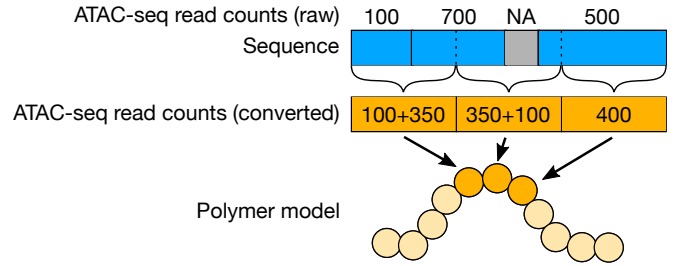 ATAC-seq read counts (raw) 100 700 NA 500
Sequence
ATAC-seq read counts (converted) 100+350 350+100 400
Polymer model